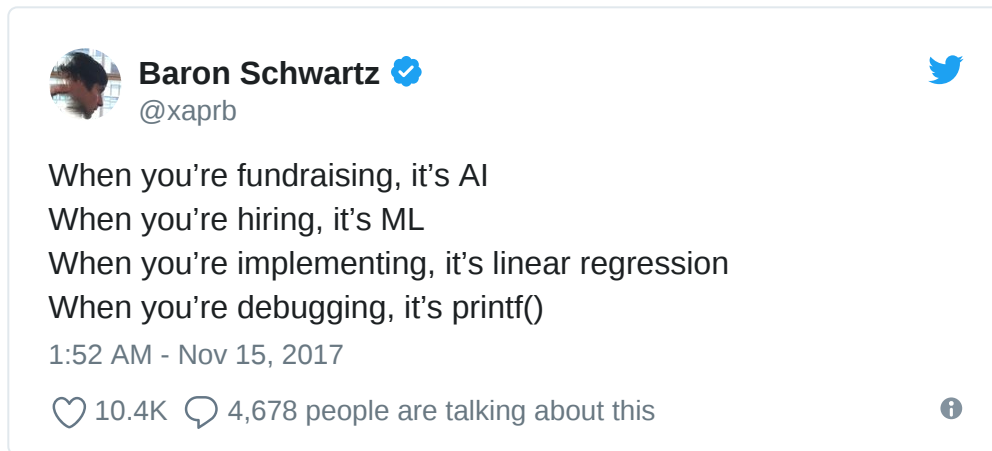 Baron Schwartz
@xaprb
When you’re fundraising, it’s AI
When you’re hiring, it’s ML
When you’re implementing, it’s linear regression
When you’re debugging, it’s printf()
1:52 AM - Nov 15, 2017
10.4K 4,678 people are talking about this